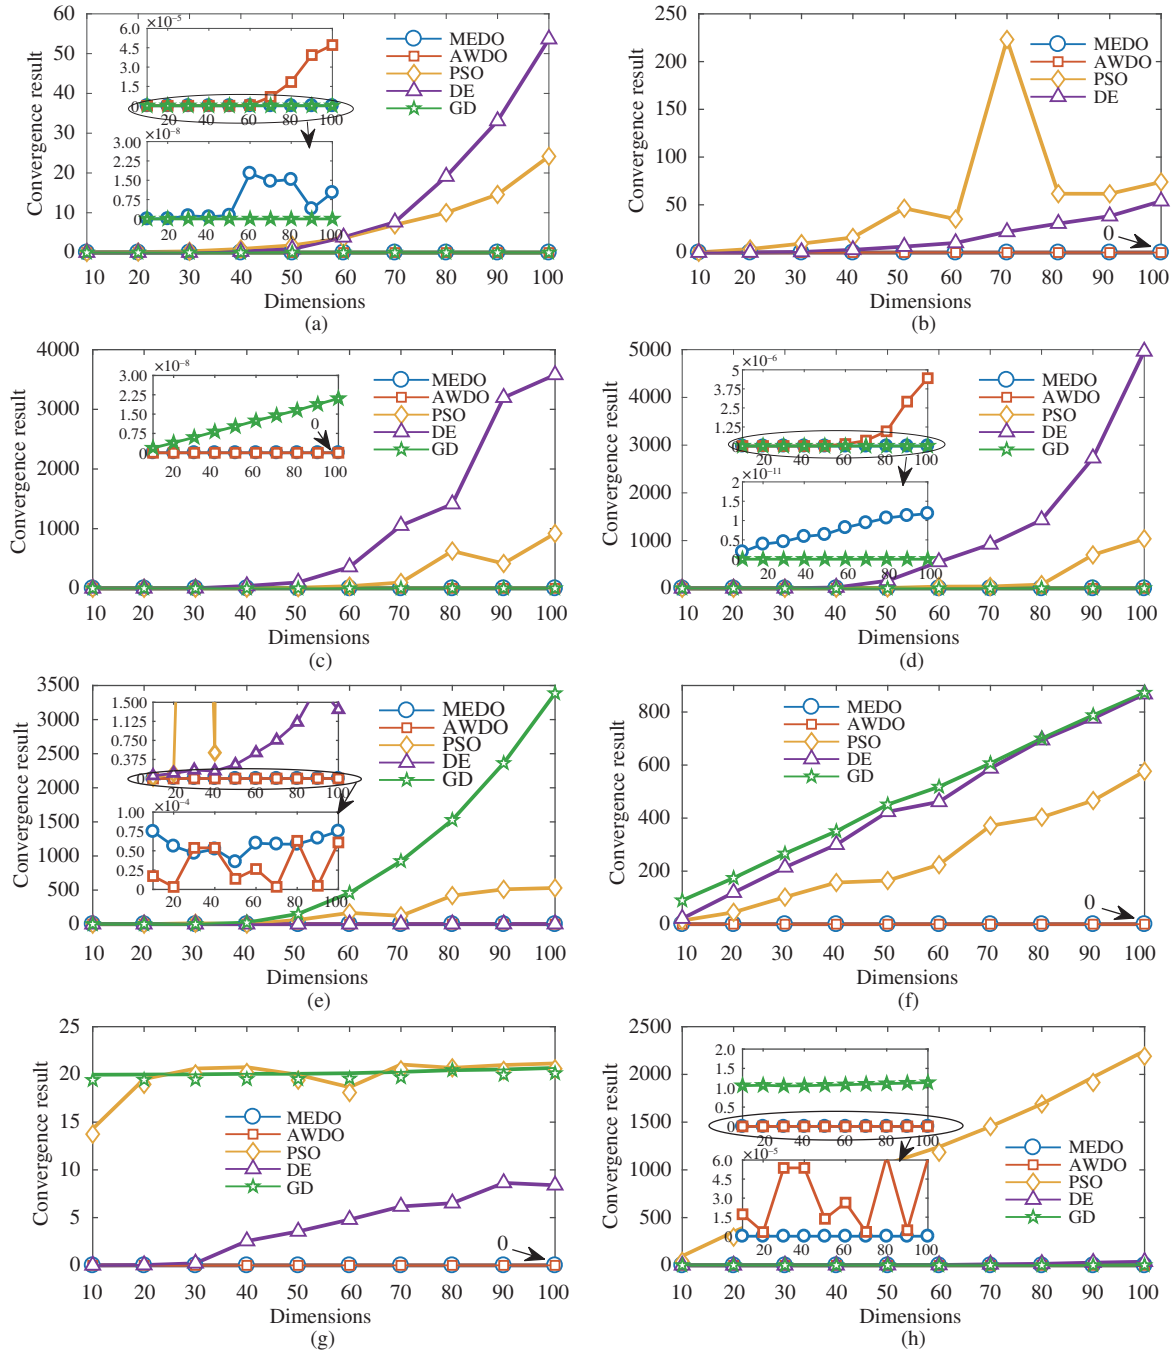 (a)
Convergence result
60
50
40
30
20
10
0
10 20 30 40 50 60 70 80 90 100
Dimensions
MEDO
AWDO
PSO
DE
GD
×10⁻⁵
6.0
4.5
3.0
1.5
0
20 40 60 80 100
×10⁻⁸
3.00
2.25
1.50
0.75
0
20 40 60 80 100
(b)
Convergence result
250
200
150
100
50
0
10 20 30 40 50 60 70 80 90 100
Dimensions
MEDO
AWDO
PSO
DE
0
(c)
Convergence result
4000
3000
2000
1000
0
10 20 30 40 50 60 70 80 90 100
Dimensions
MEDO
AWDO
PSO
DE
GD
×10⁻⁸
3.00
2.25
1.50
0.75
0
20 40 60 80 100
(d)
Convergence result
5000
4000
3000
5000
2000
1000
0
10 20 30 40 50 60 70 80 90 100
Dimensions
MEDO
AWDO
PSO
DE
GD
×10⁻⁶
5
3.75
2.5
1.25
0
20 40 60 80 100
×10⁻¹¹
2
1.5
1
0.5
0
20 40 60 80 100
(e)
Convergence result
3500
3000
2500
2000
1500
1000
500
0
10 20 30 40 50 60 70 80 90 100
Dimensions
MEDO
AWDO
PSO
DE
GD
1.500
1.125
0.750
0.375
0
20 40 60 80 100
×10⁻⁴
1.00
0.75
0.50
0.25
0
20 40 60 80 100
(f)
Convergence result
800
600
400
200
0
10 20 30 40 50 60 70 80 90 100
Dimensions
MEDO
AWDO
PSO
DE
GD
0
(g)
Convergence result
25
20
15
10
5
0
10 20 30 40 50 60 70 80 90 100
Dimensions
MEDO
AWDO
PSO
DE
GD
0
(h)
Convergence result
2500
2000
1500
1000
500
0
10 20 30 40 50 60 70 80 90 100
Dimensions
MEDO
AWDO
PSO
DE
GD
2.0
1.5
1.0
0.5
0
20 40 60 80 100
×10⁻⁵
6.0
4.5
3.0
1.5
0
20 40 60 80 100